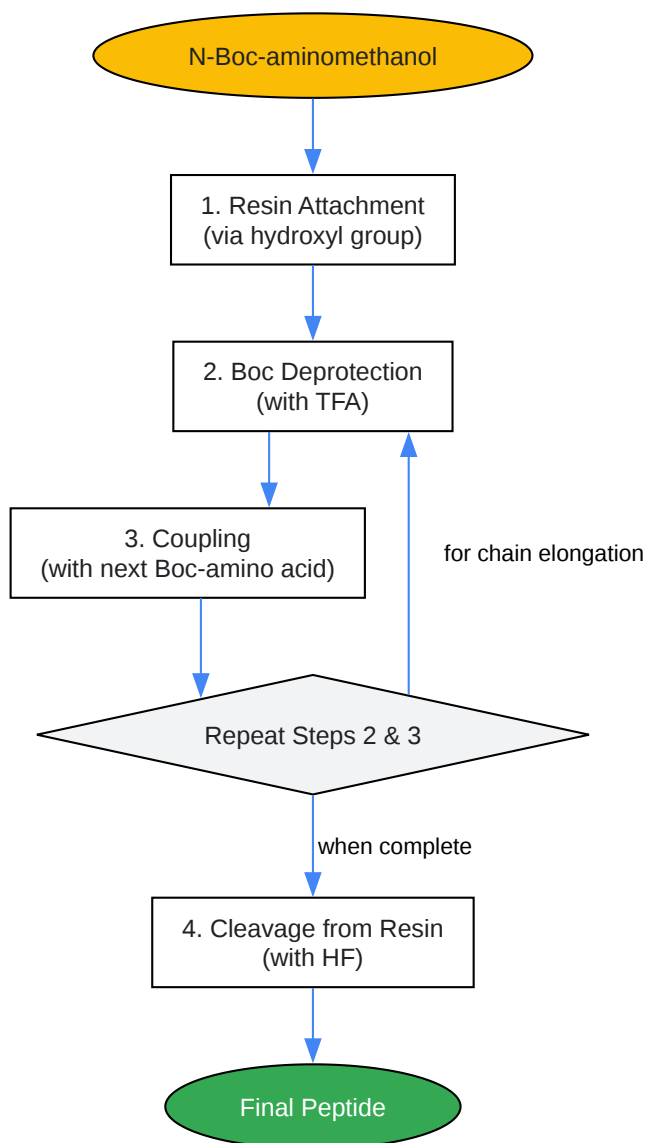 N-Boc-aminomethanol
1. Resin Attachment
(via hydroxyl group)
2. Boc Deprotection
(with TFA)
3. Coupling
(with next Boc-amino acid)
for chain elongation
Repeat Steps 2 & 3
when complete
4. Cleavage from Resin
(with HF)
Final Peptide